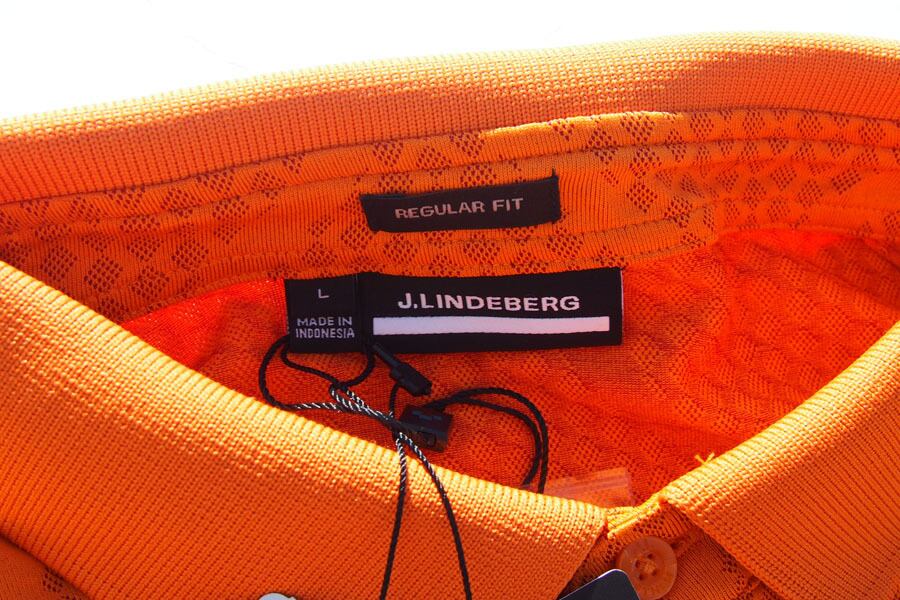 REGULAR FIT
L
MADE IN
INDONESIA
J.LINDEBERG